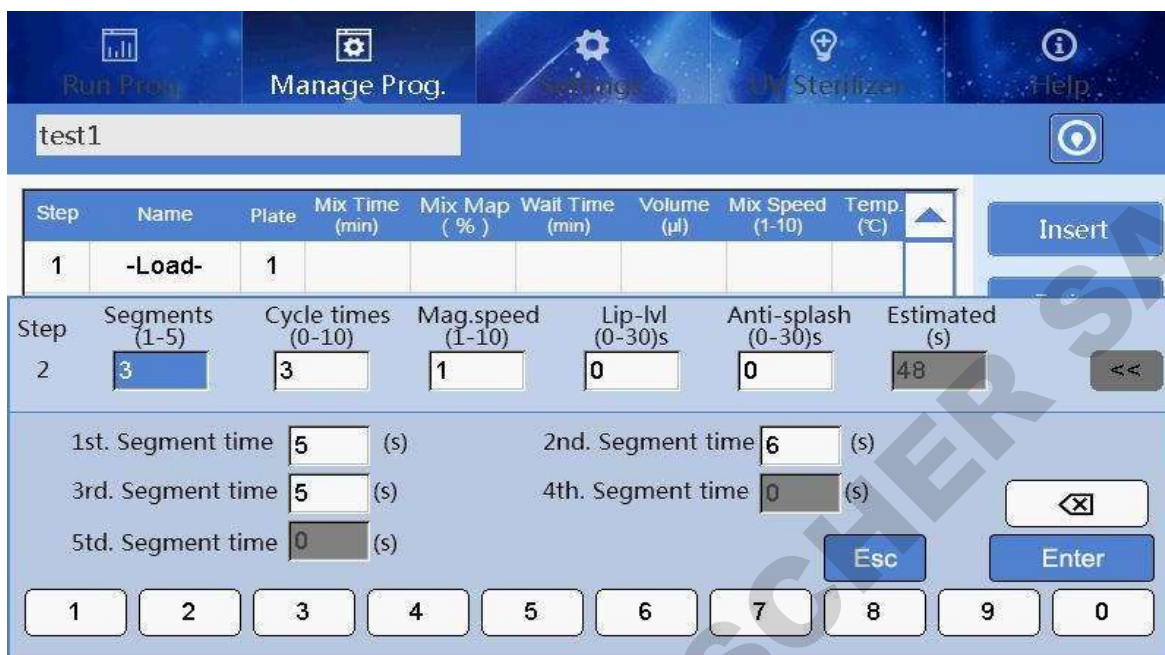 Run Prog. Manage Prog. Settings UV Sterilizer Help
test1
Step Name Plate Mix Time (min) Mix Map (%) Wait Time (min) Volume (µl) Mix Speed (1-10) Temp. (℃)
Insert
1 -Load- 1
Step Segments (1-5) Cycle times (0-10) Mag.speed (1-10) Lip-lvl (0-30)s Anti-splash (0-30)s Estimated (s)
2 3 3 1 0 0 48 <<
1st. Segment time 5 (s) 2nd. Segment time 6 (s)
3rd. Segment time 5 (s) 4th. Segment time 0 (s)
5td. Segment time 0 (s)
Esc Enter
1 2 3 4 5 6 7 8 9 0
SCHER SA